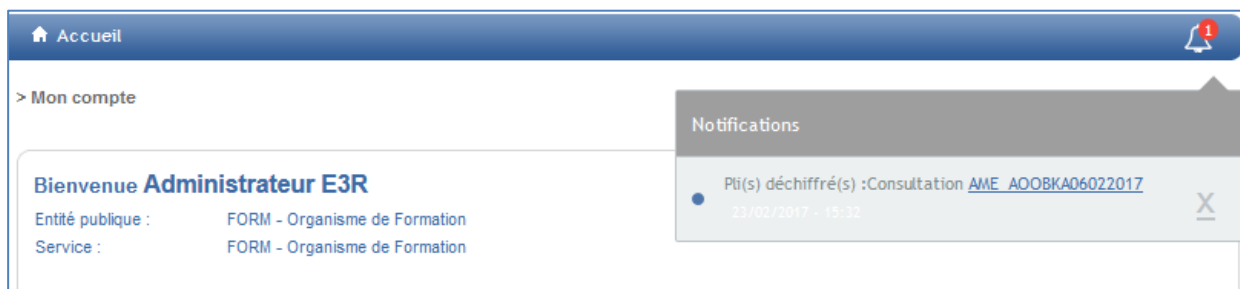 Accueil
1
> Mon compte
Notifications
Bienvenue Administrateur E3R
Entité publique : FORM - Organisme de Formation
Service : FORM - Organisme de Formation
Pli(s) déchiffré(s) :Consultation AME_AOOBKA06022017
23/02/2017 - 15:32
X